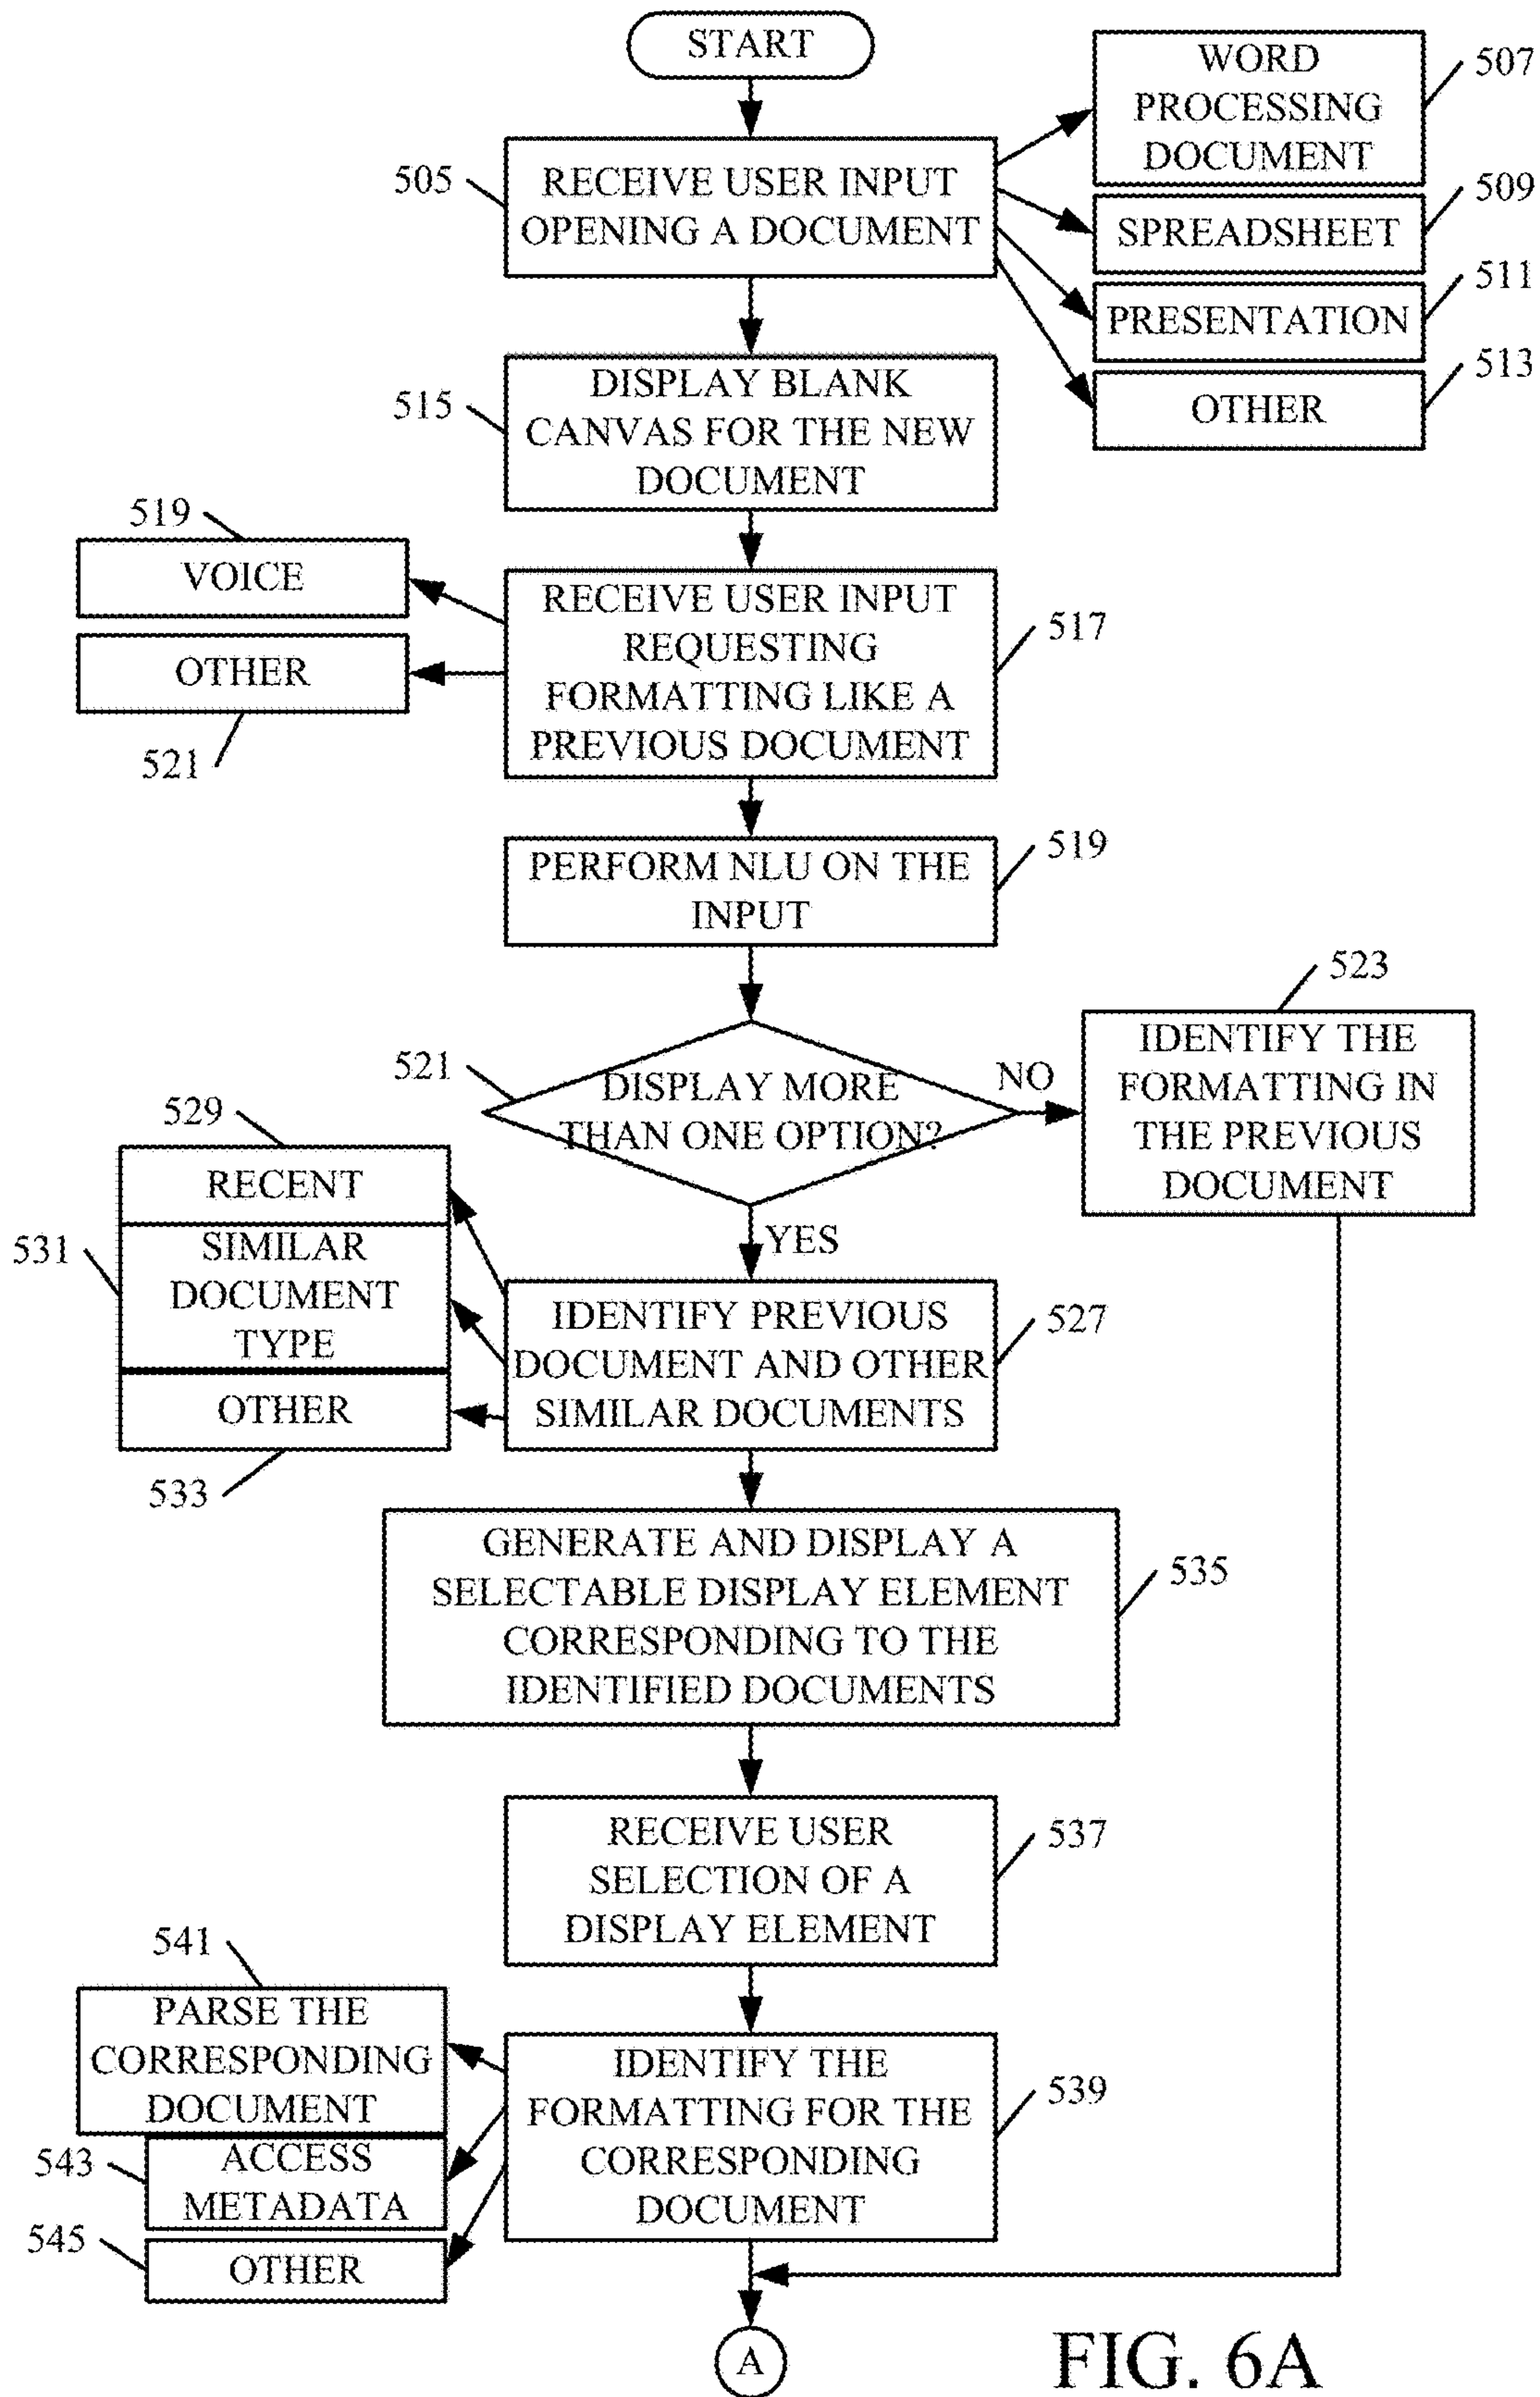 START
WORD
PROCESSING
DOCUMENT
507
505
RECEIVE USER INPUT
OPENING A DOCUMENT
SPREADSHEET
509
PRESENTATION
511
OTHER
513
515
DISPLAY BLANK
CANVAS FOR THE NEW
DOCUMENT
519
VOICE
OTHER
521
RECEIVE USER INPUT
REQUESTING
FORMATTING LIKE A
PREVIOUS DOCUMENT
517
PERFORM NLU ON THE
INPUT
519
521
DISPLAY MORE
THAN ONE OPTION?
NO
523
IDENTIFY THE
FORMATTING IN
THE PREVIOUS
DOCUMENT
YES
529
RECENT
531
SIMILAR
DOCUMENT
TYPE
OTHER
533
IDENTIFY PREVIOUS
DOCUMENT AND OTHER
SIMILAR DOCUMENTS
527
GENERATE AND DISPLAY A
SELECTABLE DISPLAY ELEMENT
CORRESPONDING TO THE
IDENTIFIED DOCUMENTS
535
RECEIVE USER
SELECTION OF A
DISPLAY ELEMENT
537
541
PARSE THE
CORRESPONDING
DOCUMENT
543
ACCESS
METADATA
545
OTHER
IDENTIFY THE
FORMATTING FOR THE
CORRESPONDING
DOCUMENT
539
A
FIG. 6A